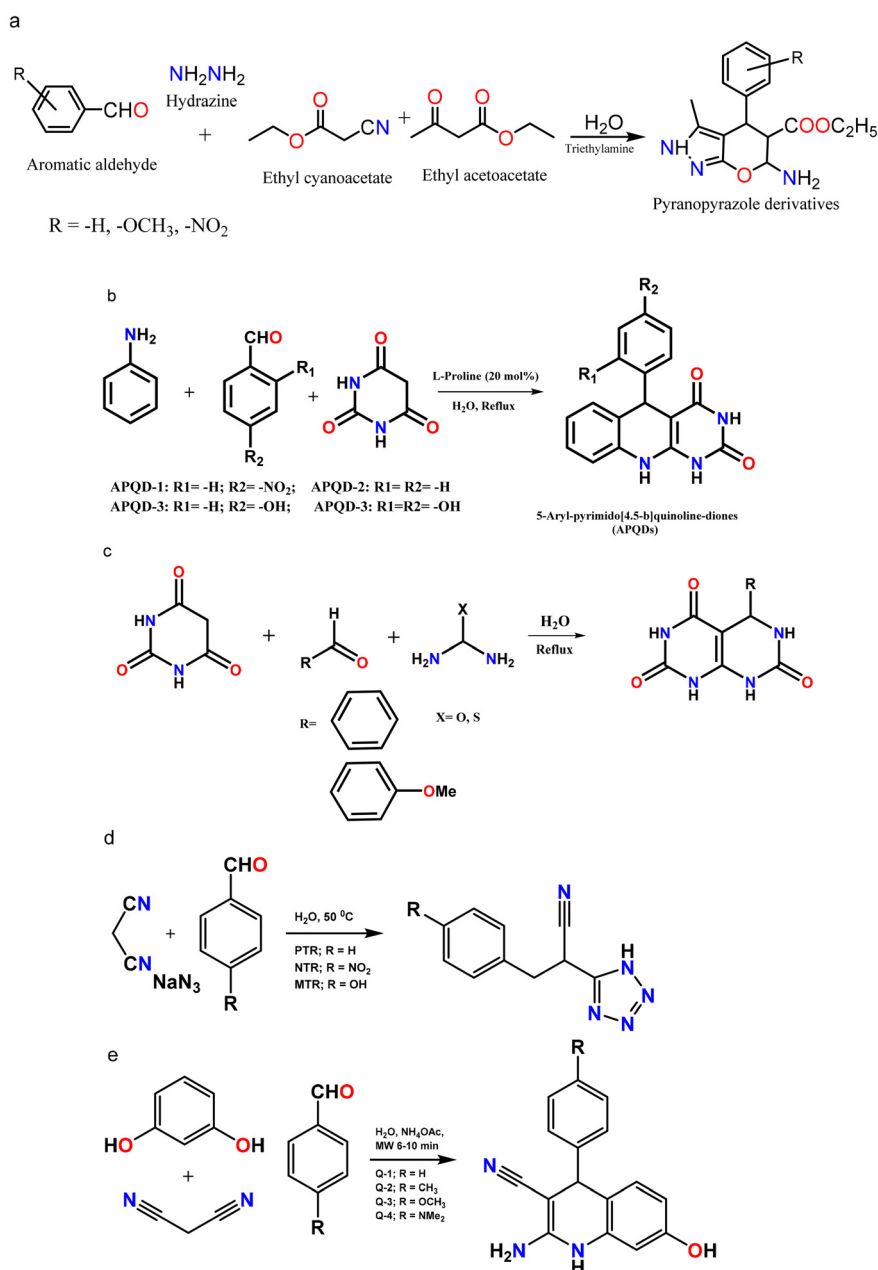 a
R
CHO
Aromatic aldehyde
NH2NH2
Hydrazine
+
O
O
N
Ethyl cyanoacetate
+
O
O
O
Ethyl acetoacetate
H2O
Triethylamine
R
COOC2H5
NH
N
O
NH2
Pyranopyrazole derivatives
R = -H, -OCH3, -NO2
b
NH2
+
CHO
R1
R2
+
O
HN
O
N
H
O
L-Proline (20 mol%)
H2O, Reflux
R2
R1
O
NH
N
H
N
H
O
APQD-1: R1= -H; R2= -NO2; APQD-2: R1= R2= -H
APQD-3: R1= -H; R2= -OH; APQD-3: R1=R2= -OH
5-Aryl-pyrimido[4.5-b]quinoline-diones
(APQDs)
c
O
HN
O
N
H
O
+
H
R
O
+
X
NH2
NH2
H2O
Reflux
O
R
HN
NH
O
N
H
N
H
O
R=
X= O, S
OMe
d
CN
CN
NaN3
+
CHO
R
H2O, 50 0C
PTR; R = H
NTR; R = NO2
MTR; R = OH
R
N
H
N
N
N
N
e
HO
OH
+
N
N
CHO
R
H2O, NH4OAc,
MW 6-10 min
Q-1; R = H
Q-2; R = CH3
Q-3; R = OCH3
Q-4; R = NMe2
R
N
H2N
N
H
OH